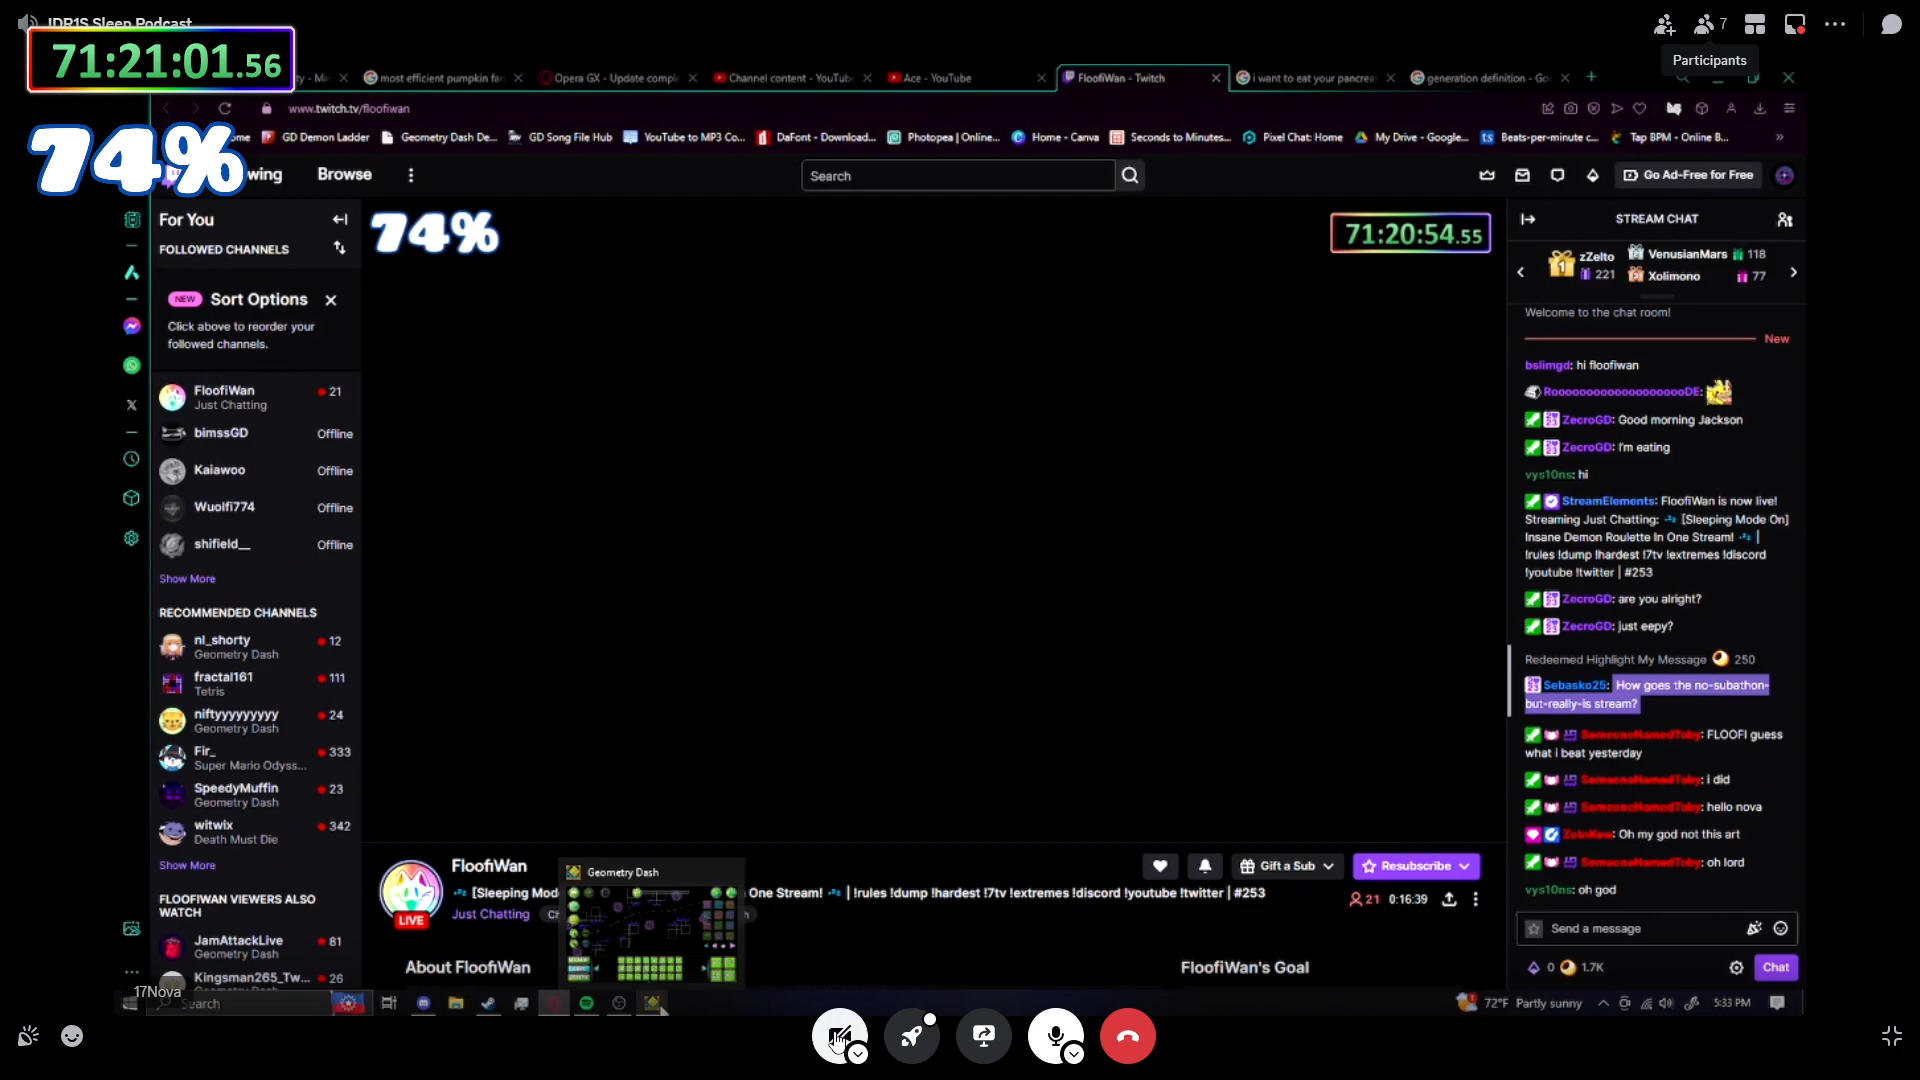 IDR1S Sleep Podcast
7
Participants
71:21:01.56
most efficient pumpkin far
Opera GX - Update comple
Channel content - YouTube
Ace - YouTube
FloofiWan - Twitch
i want to eat your pancreas
generation definition - Goo
www.twitch.tv/floofiwan
GD Demon Ladder
Geometry Dash De...
GD Song File Hub
YouTube to MP3 Co...
DaFont - Download...
Photopea | Online...
Home - Canva
Seconds to Minutes...
Pixel Chat: Home
My Drive - Google...
Beats-per-minute c...
Tap BPM - Online B...
74%
Browse
Search
Go Ad-Free for Free
For You
FOLLOWED CHANNELS
NEW Sort Options
Click above to reorder your
followed channels.
FloofiWan 21
Just Chatting
bimssGD Offline
Kaiawoo Offline
Wuolfi774 Offline
shifield__ Offline
Show More
RECOMMENDED CHANNELS
nl_shorty 12
Geometry Dash
fractal161 111
Tetris
niftyyyyyyyyy 24
Geometry Dash
Fir_ 333
Super Mario Odyss...
SpeedyMuffin 23
Geometry Dash
witwix 342
Death Must Die
Show More
FLOOFIWAN VIEWERS ALSO
WATCH
JamAttackLive 81
Geometry Dash
Kingsman265_Tw... 26
17Nova
Search
74%
71:20:54.55
FloofiWan
LIVE
Geometry Dash
[Sleeping Mod
One Stream! | !rules !dump !hardest !7tv !extremes !discord !youtube !twitter | #253
Just Chatting
Gift a Sub
Resubscribe
21 0:16:39
About FloofiWan
FloofiWan's Goal
STREAM CHAT
1 zZelto 221
VenusianMars 118
Xolimono 77
Welcome to the chat room!
New
bslimgd: hi floofiwan
ZecroGD: Good morning Jackson
ZecroGD: I'm eating
vys10ns: hi
StreamElements: FloofiWan is now live!
Streaming Just Chatting: [Sleeping Mode On]
Insane Demon Roulette In One Stream! |
!rules !dump !hardest !7tv !extremes !discord
!youtube !twitter | #253
ZecroGD: are you alright?
ZecroGD: just eepy?
Redeemed Highlight My Message 250
Sebasko25: How goes the no-subathon-
but-really-is stream?
SomeoneNamedToby: FLOOFI guess
what i beat yesterday
SomeoneNamedToby: i did
SomeoneNamedToby: hello nova
Oh my god not this art
SomeoneNamedToby: oh lord
vys10ns: oh god
Send a message
0 1.7K
Chat
72°F Partly sunny
5:33 PM